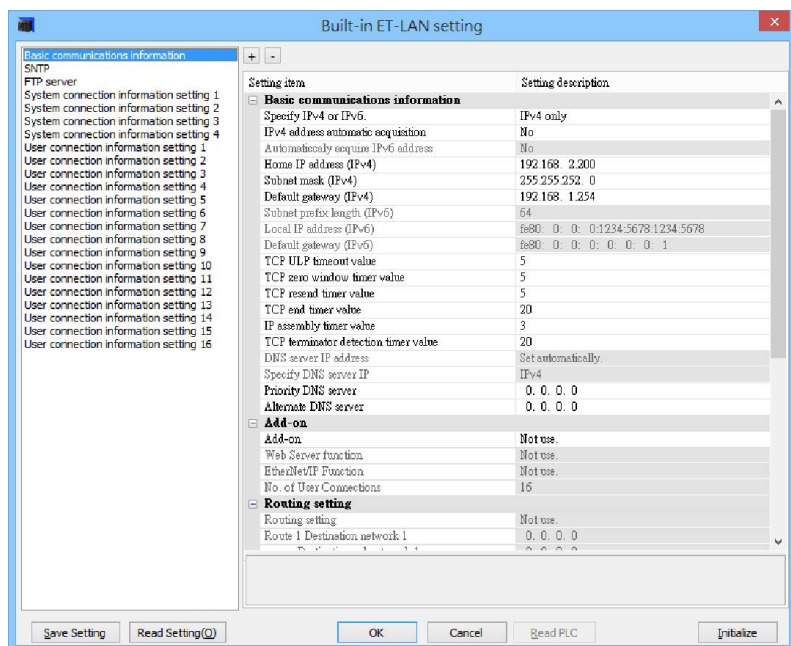 Built-in ET-LAN setting
x
Basic communications information
SNTP
FTP server
System connection information setting 1
System connection information setting 2
System connection information setting 3
System connection information setting 4
User connection information setting 1
User connection information setting 2
User connection information setting 3
User connection information setting 4
User connection information setting 5
User connection information setting 6
User connection information setting 7
User connection information setting 8
User connection information setting 9
User connection information setting 10
User connection information setting 11
User connection information setting 12
User connection information setting 13
User connection information setting 14
User connection information setting 15
User connection information setting 16
+ -
Setting item Setting description
Basic communications information
Specify IPv4 or IPv6. IPv4 only
IPv4 address automatic acquisition No
Automaticcaly acquire IPv6 address No
Home IP address (IPv4) 192.168. 2.200
Subnet mask (IPv4) 255.255.252. 0
Default gateway (IPv4) 192.168. 1.254
Subnet prefix length (IPv6) 64
Local IP address (IPv6) fe80: 0: 0: 0:1234:5678:1234:5678
Default gateway (IPv6) fe80: 0: 0: 0: 0: 0: 0: 1
TCP ULP timeout value 5
TCP zero window timer value 5
TCP resend timer value 5
TCP end timer value 20
IP assembly timer value 3
TCP terminator detection timer value 20
DNS server IP address Set automatically.
Specify DNS server IP IPv4
Priority DNS server 0. 0. 0. 0
Alternate DNS server 0. 0. 0. 0
Add-on
Add-on Not use.
Web Server function Not use.
EtherNet/IP Function Not use.
No. of User Connections 16
Routing setting
Routing setting Not use.
Route 1 Destination network 1 0. 0. 0. 0
Save Setting Read Setting(O) OK Cancel Read PLC Initialize